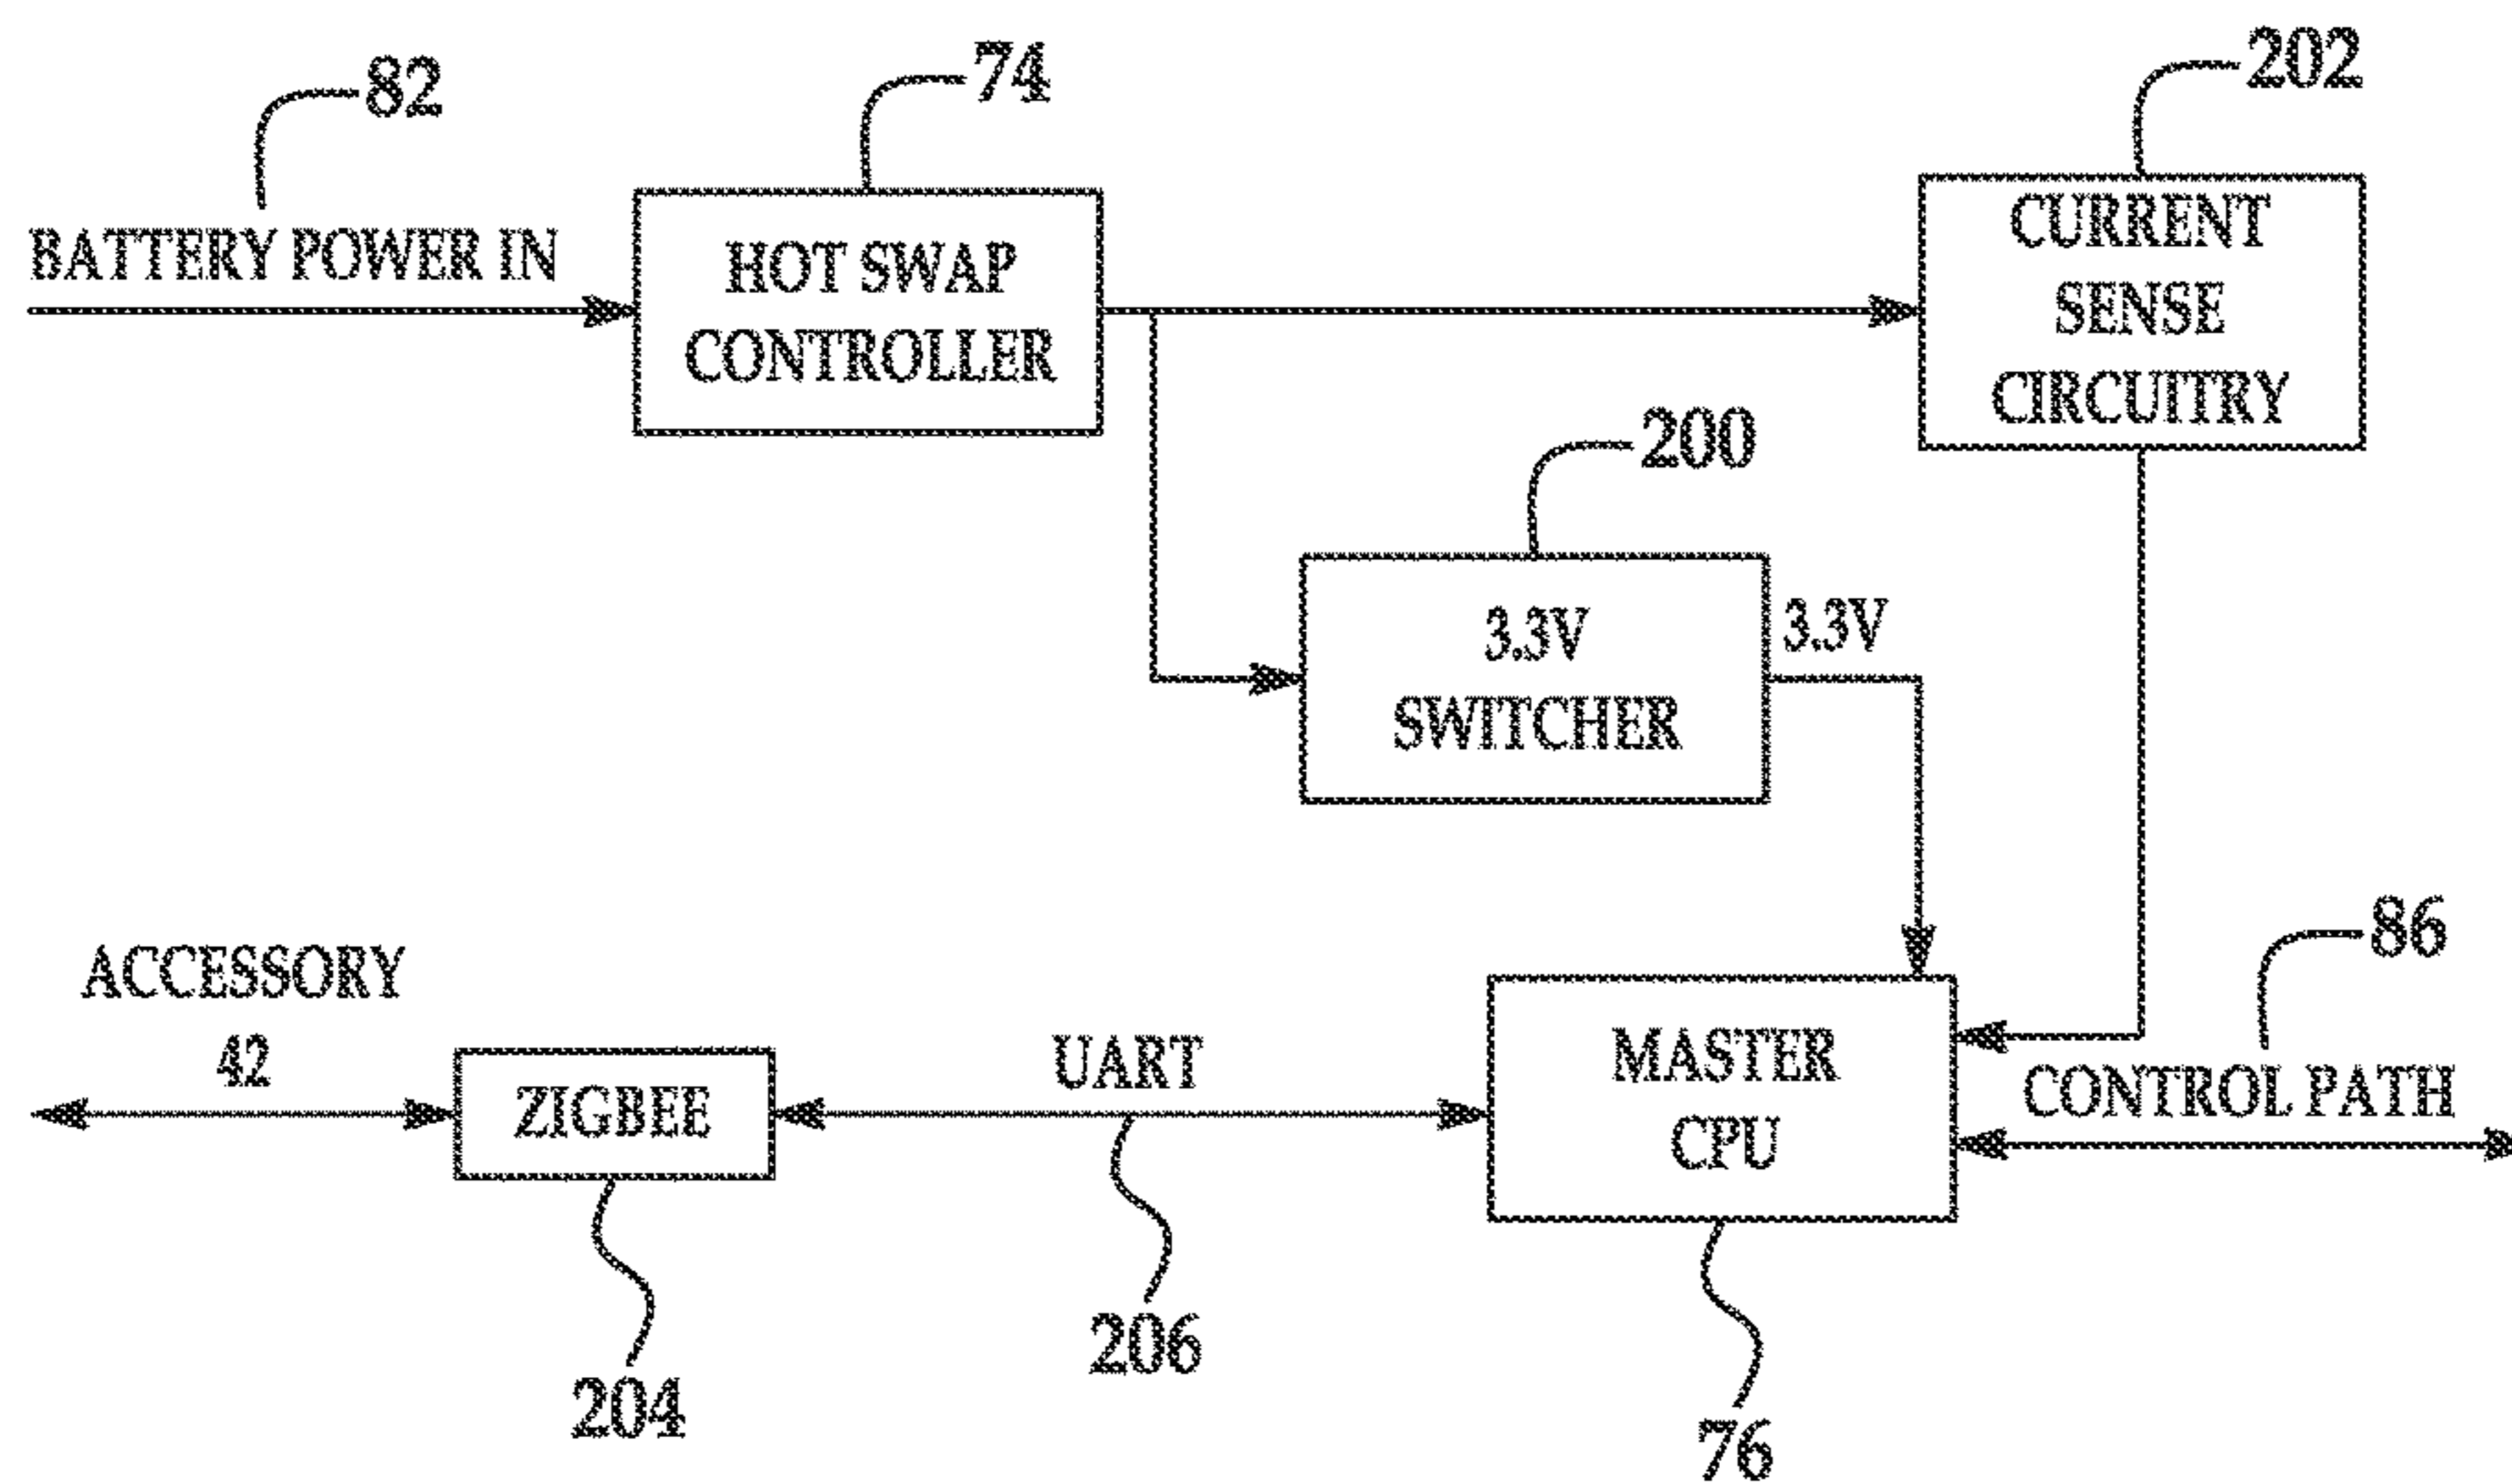 82
74
202
BATTERY POWER IN
HOT SWAP
CONTROLLER
CURRENT
SENSE
CIRCUITRY
200
3.3V
SWITCHER
3.3V
86
ACCESSORY
42
ZIGBEE
UART
MASTER
CPU
CONTROL PATH
206
204
76